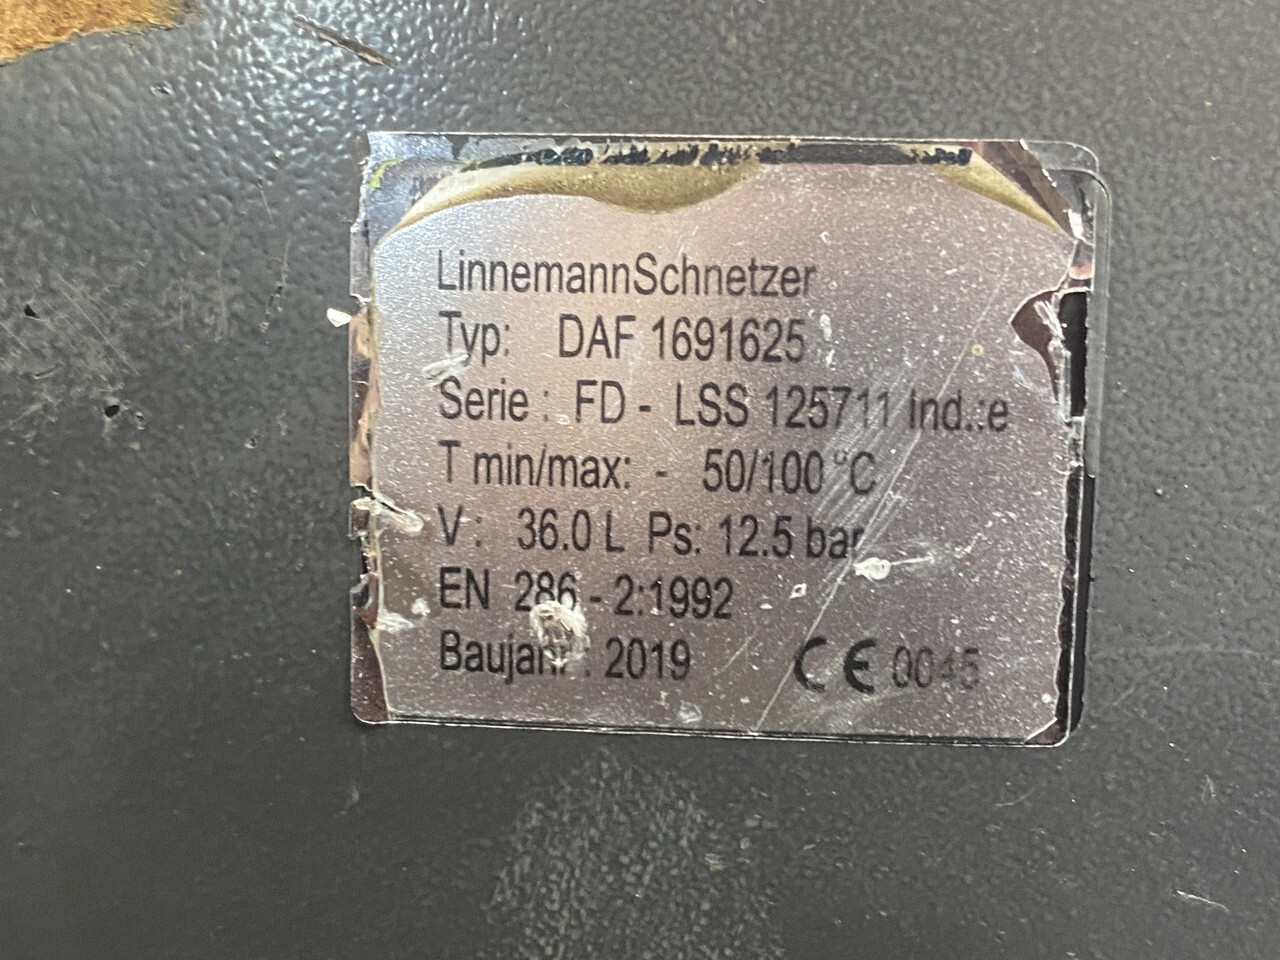 LinnemannSchnetzer
Typ: DAF 1691625
Serie : FD - LSS 125711 Ind.:e
T min/max: - 50/100 °C
V : 36.0 L Ps: 12.5 bar
EN 286 - 2:1992
Baujahr : 2019 CE 0045